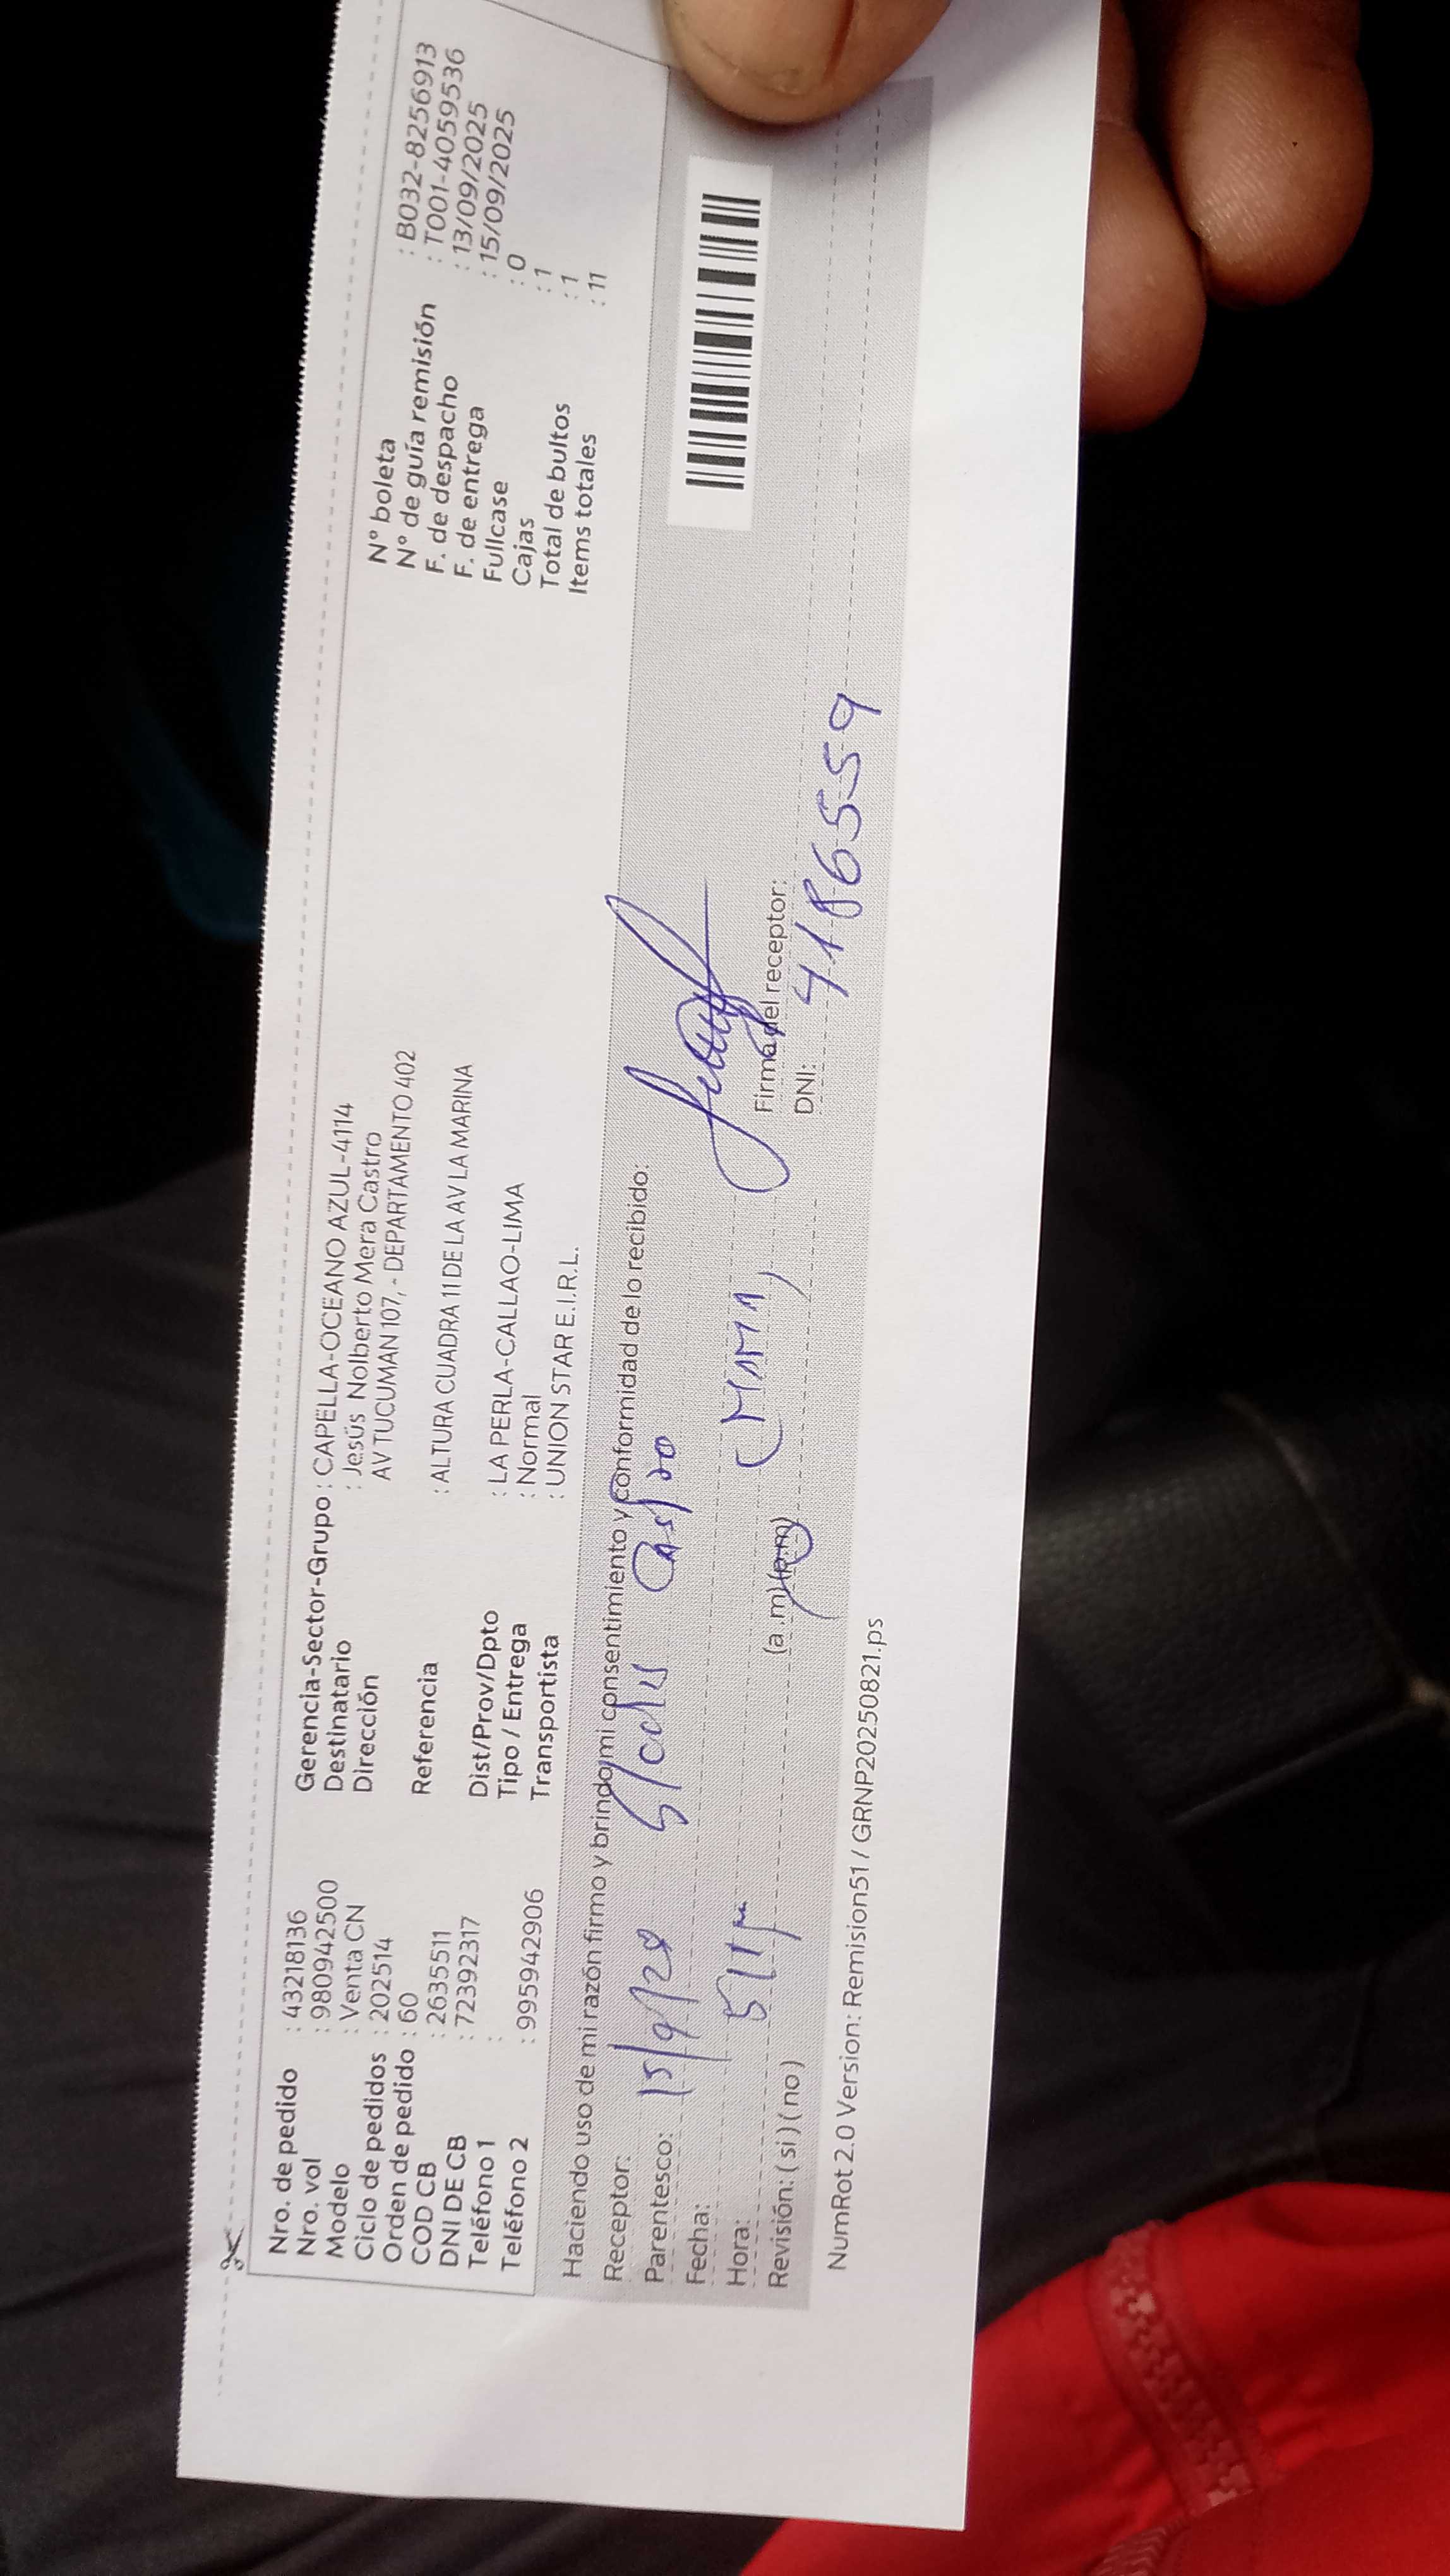 Nro. de pedido : 43218136
Nro. vol : 980942500
Modelo : Venta CN
Ciclo de pedidos : 202514
Orden de pedido : 60
COD CB : 2635511
DNI DE CB : 72392317
Teléfono 1 :
Teléfono 2 : 995942906
Gerencia-Sector-Grupo : CAPELLA-OCEANO AZUL-4114
Destinatario : Jesús Nolberto Mera Castro
Dirección AV TUCUMAN 107, - DEPARTAMENTO 402
Referencia : ALTURA CUADRA 11 DE LA AV LA MARINA
Dist/Prov/Dpto : LA PERLA-CALLAO-LIMA
Tipo / Entrega : Normal
Transportista : UNION STAR E.I.R.L.
N° boleta : B032-8256913
N° de guía remisión : T001-4059536
F. de despacho : 13/09/2025
F. de entrega : 15/09/2025
Fullcase : 0
Cajas : 1
Total de bultos : 1
Items totales : 11
Haciendo uso de mi razón firmo y brindo mi consentimiento y conformidad de lo recibido:
Receptor: Castro
Parentesco: 15/9/20
Fecha: (MAMA)
Hora: (a.m) (p.m)
Revisión: ( si ) ( no )
Firma del receptor:
DNI: 4186559
NumRot 2.0 Version: Remision51 / GRNP20250821.ps